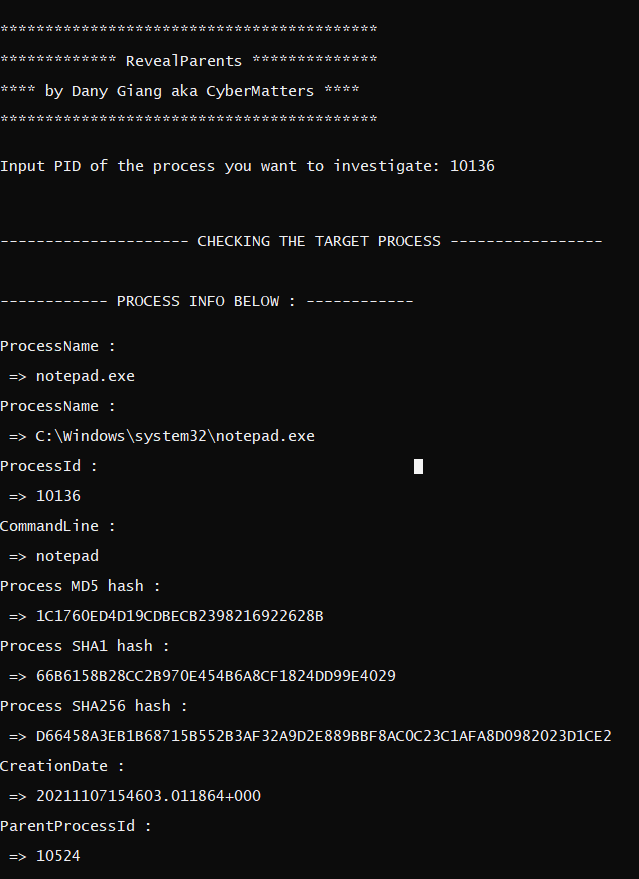 ******************************************
************* RevealParents **************
**** by Dany Giang aka CyberMatters ****
******************************************
Input PID of the process you want to investigate: 10136
--------------------- CHECKING THE TARGET PROCESS -----------------
------------ PROCESS INFO BELOW : ------------
ProcessName :
=> notepad.exe
ProcessName :
=> C:\Windows\system32\notepad.exe
ProcessId :
=> 10136
CommandLine :
=> notepad
Process MD5 hash :
=> 1C1760ED4D19CDBECB2398216922628B
Process SHA1 hash :
=> 66B6158B28CC2B970E454B6A8CF1824DD99E4029
Process SHA256 hash :
=> D66458A3EB1B68715B552B3AF32A9D2E889BBF8AC0C23C1AFA8D0982023D1CE2
CreationDate :
=> 20211107154603.011864+000
ParentProcessId :
=> 10524